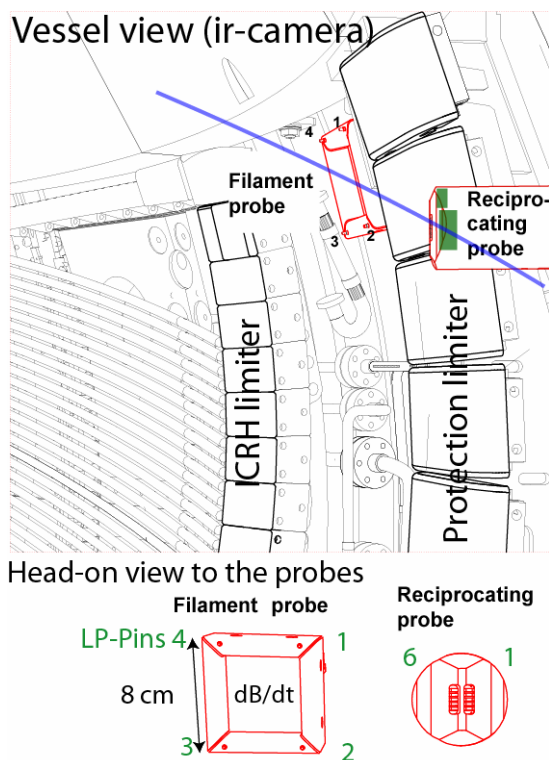 Vessel view (ir-camera)
1
4
Filament
probe
Recipro-
cating
probe
3
2
ICRH limiter
Protection limiter
Head-on view to the probes
Filament probe
Reciprocating
probe
LP-Pins 4
1
6
1
8 cm
dB/dt
3
2